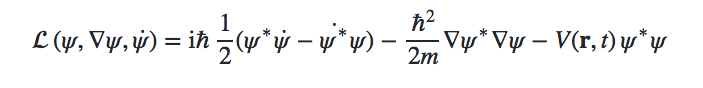 ℒ (ψ, ∇ψ, ψ̇) = iħ 1/2 (ψ*ψ̇ − ψ̇*ψ) − ħ²/2m ∇ψ*∇ψ − V(r, t) ψ*ψ